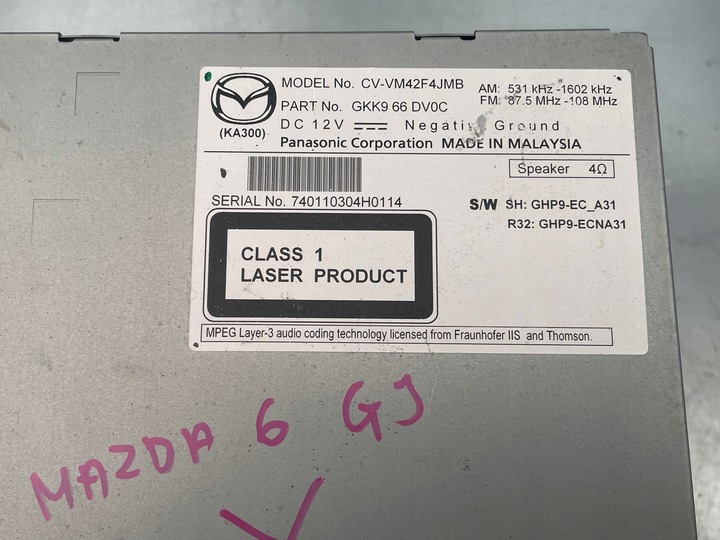 MODEL No. CV-VM42F4JMB
AM: 531 kHz -1602 kHz
PART No. GKK9 66 DV0C
FM: 87.5 MHz -108 MHz
(KA300)
DC 12V Negative Ground
Panasonic Corporation MADE IN MALAYSIA
Speaker 4Ω
SERIAL No. 740110304H0114
S/W SH: GHP9-EC_A31
R32: GHP9-ECNA31
CLASS 1
LASER PRODUCT
MPEG Layer-3 audio coding technology licensed from Fraunhofer IIS and Thomson.
MAZDA 6 GJ